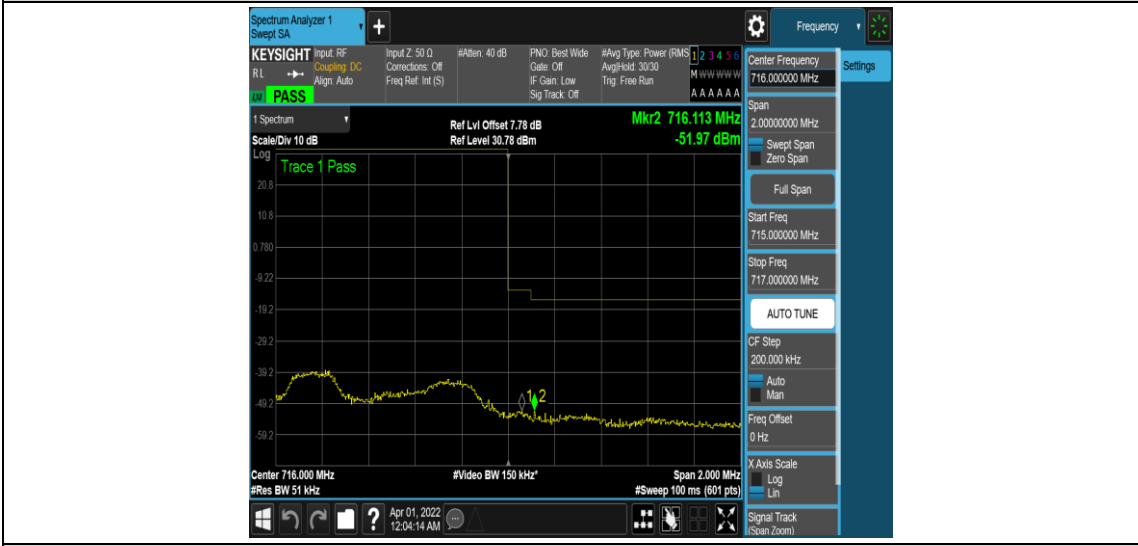 Spectrum Analyzer 1
Swept SA
+
Frequency
KEYSIGHT
RL
PASS
Input: RF
Coupling: DC
Align: Auto
Input Z: 50 Ω
Corrections: Off
Freq Ref: Int (S)
#Atten: 40 dB
PNO: Best Wide
Gate: Off
IF Gain: Low
Sig Track: Off
#Avg Type: Power (RMS
Avg|Hold: 30/30
Trig: Free Run
1 2 3 4 5 6
M W W W W W
A A A A A A
Settings
1 Spectrum
Scale/Div 10 dB
Ref Lvl Offset 7.78 dB
Ref Level 30.78 dBm
Mkr2 716.113 MHz
-51.97 dBm
Log
Trace 1 Pass
20.8
10.8
0.780
-9.22
-19.2
-29.2
-39.2
-49.2
-59.2
1 2
Center 716.000 MHz
#Res BW 51 kHz
#Video BW 150 kHz*
Span 2.000 MHz
#Sweep 100 ms (601 pts)
?
Apr 01, 2022
12:04:14 AM
Center Frequency
716.000000 MHz
Span
2.00000000 MHz
Swept Span
Zero Span
Full Span
Start Freq
715.000000 MHz
Stop Freq
717.000000 MHz
AUTO TUNE
CF Step
200.000 kHz
Auto
Man
Freq Offset
0 Hz
X Axis Scale
Log
Lin
Signal Track
(Span Zoom)